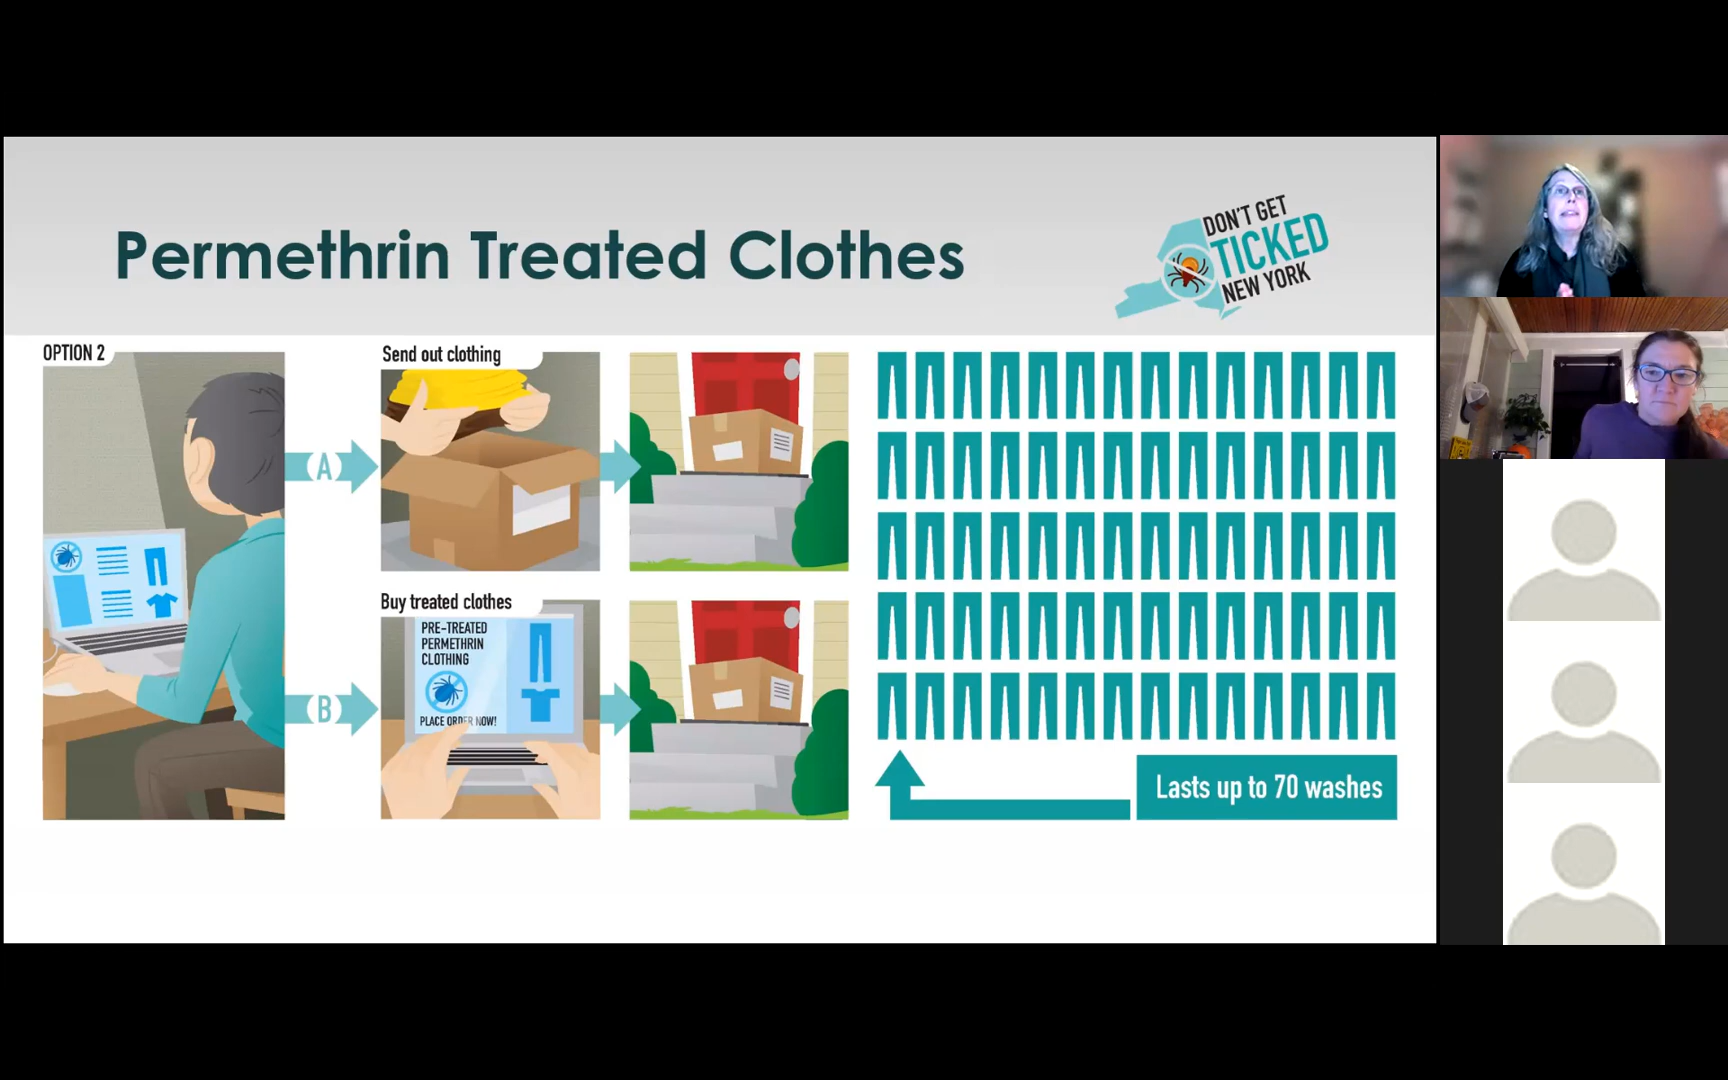 Permethrin Treated Clothes
DON'T GET
TICKED
NEW YORK
OPTION 2
A
Send out clothing
B
Buy treated clothes
PRE-TREATED
PERMETHRIN
CLOTHING
PLACE ORDER NOW!
Lasts up to 70 washes